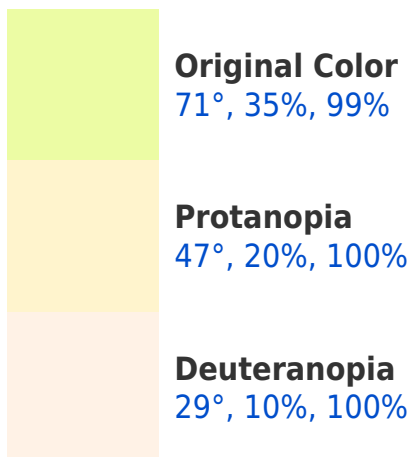 Original Color
71°, 35%, 99%
Protanopia
47°, 20%, 100%
Deuteranopia
29°, 10%, 100%